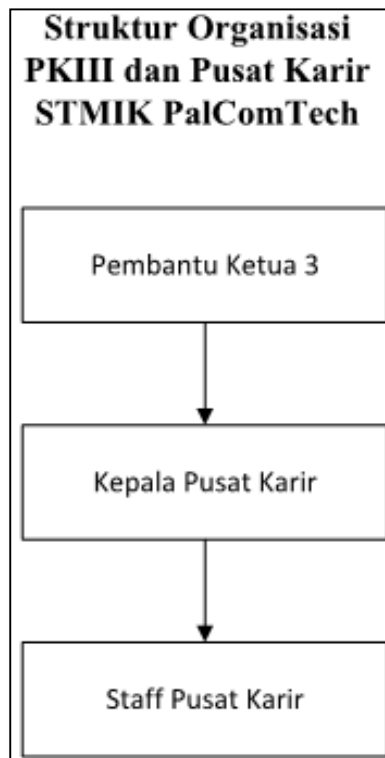 Struktur Organisasi
PKIII dan Pusat Karir
STMIK PalComTech
Pembantu Ketua 3
Kepala Pusat Karir
Staff Pusat Karir